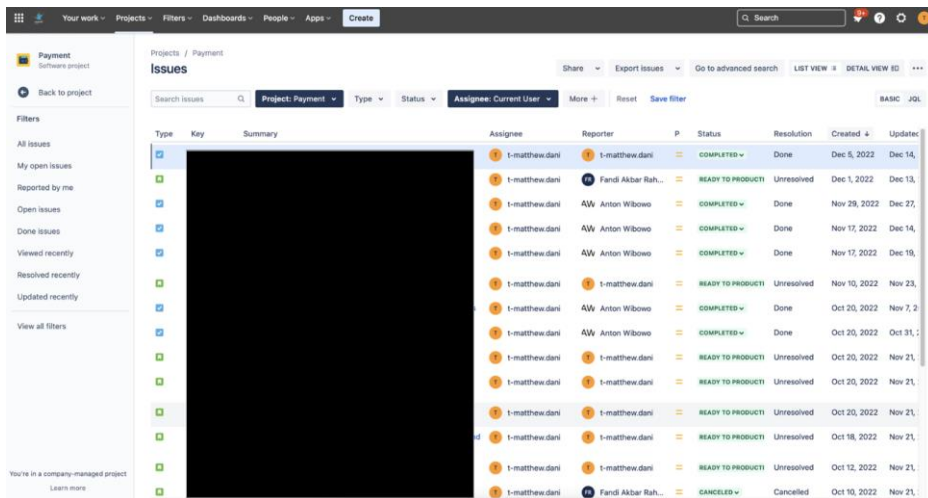 Your work Projects Filters Dashboards People Apps Create Search 9+ ? T
Payment
Software project
Back to project
Filters
All issues
My open issues
Reported by me
Open issues
Done issues
Viewed recently
Resolved recently
Updated recently
View all filters
You're in a company-managed project
Learn more
Projects / Payment
Issues
Share Export issues Go to advanced search LIST VIEW DETAIL VIEW
Search issues Project: Payment Type Status Assignee: Current User More + Reset Save filter BASIC JQL
Type Key Summary Assignee Reporter P Status Resolution Created ↓ Updated
T t-matthew.dani T t-matthew.dani = COMPLETED Done Dec 5, 2022 Dec 14,
T t-matthew.dani FR Fandi Akbar Rah... = READY TO PRODUCTI Unresolved Dec 1, 2022 Dec 13,
T t-matthew.dani AW Anton Wibowo = COMPLETED Done Nov 29, 2022 Dec 27,
T t-matthew.dani AW Anton Wibowo = COMPLETED Done Nov 17, 2022 Dec 14,
T t-matthew.dani AW Anton Wibowo = COMPLETED Done Nov 17, 2022 Dec 19,
T t-matthew.dani T t-matthew.dani = READY TO PRODUCTI Unresolved Nov 10, 2022 Nov 23,
T t-matthew.dani AW Anton Wibowo = COMPLETED Done Oct 20, 2022 Nov 7, 2
T t-matthew.dani AW Anton Wibowo = COMPLETED Done Oct 20, 2022 Oct 31,
T t-matthew.dani T t-matthew.dani = READY TO PRODUCTI Unresolved Oct 20, 2022 Nov 21,
T t-matthew.dani T t-matthew.dani = READY TO PRODUCTI Unresolved Oct 20, 2022 Nov 21,
T t-matthew.dani T t-matthew.dani = READY TO PRODUCTI Unresolved Oct 20, 2022 Nov 21,
T t-matthew.dani T t-matthew.dani = READY TO PRODUCTI Unresolved Oct 18, 2022 Nov 21,
T t-matthew.dani T t-matthew.dani = READY TO PRODUCTI Unresolved Oct 12, 2022 Nov 21,
T t-matthew.dani FR Fandi Akbar Rah... = CANCELED Cancelled Oct 10, 2022 Nov 21,